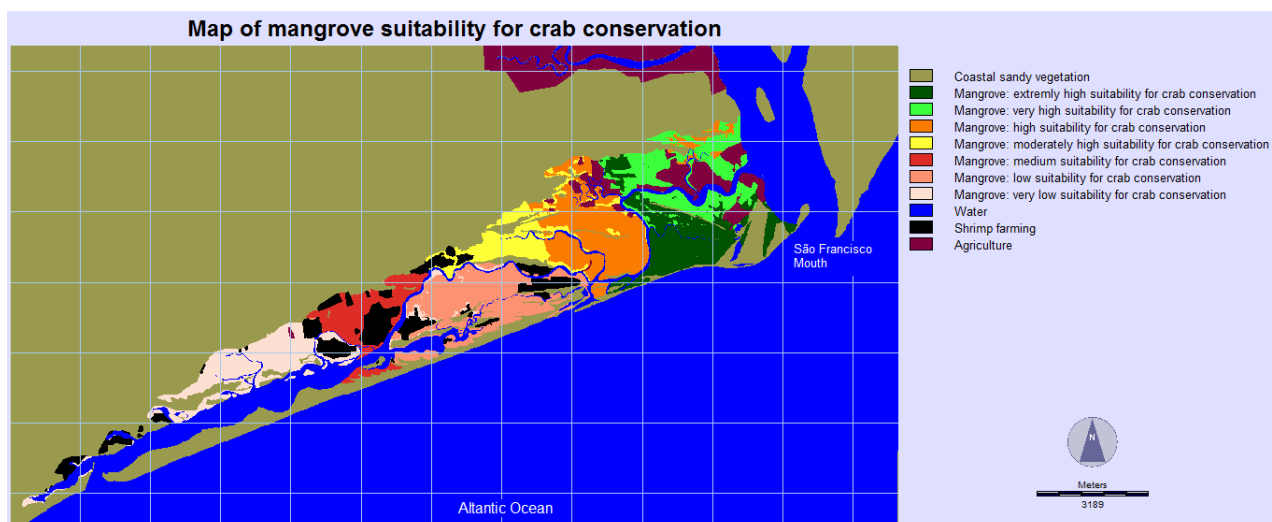 Map of mangrove suitability for crab conservation
Coastal sandy vegetation
Mangrove: extremly high suitability for crab conservation
Mangrove: very high suitability for crab conservation
Mangrove: high suitability for crab conservation
Mangrove: moderately high suitability for crab conservation
Mangrove: medium suitability for crab conservation
Mangrove: low suitability for crab conservation
Mangrove: very low suitability for crab conservation
Water
Shrimp farming
Agriculture
São Francisco
Mouth
N
Meters
3189
Altantic Ocean